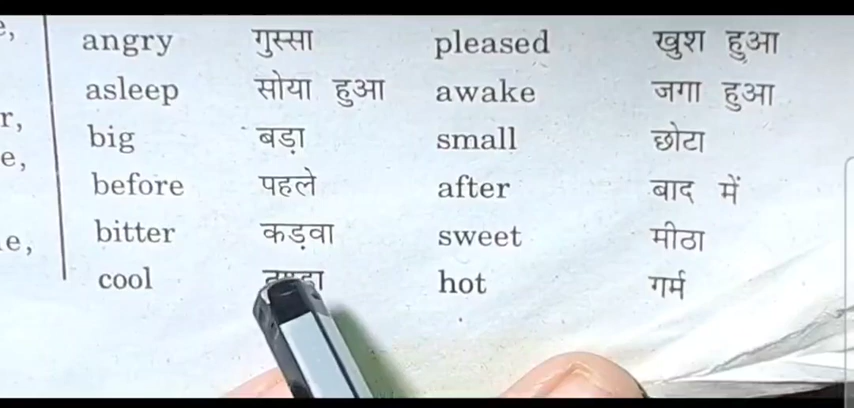 angry गुस्सा pleased खुश हुआ
asleep सोया हुआ awake जगा हुआ
r,
big बड़ा small छोटा
e,
before पहले after बाद में
e, bitter कड़वा sweet मीठा
cool hot गर्म